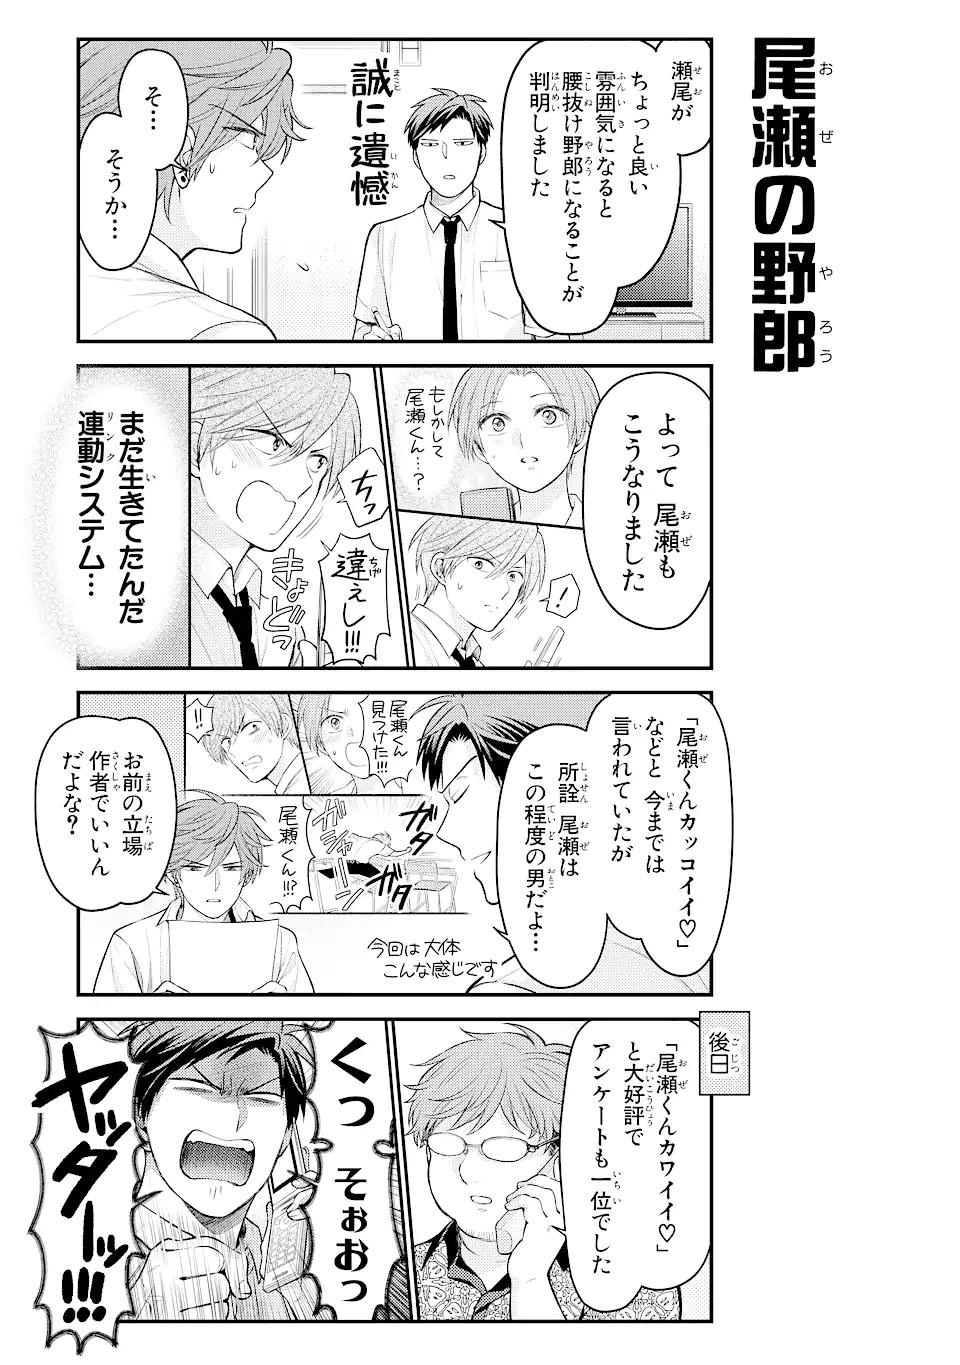 尾瀬の野郎
瀬尾が
ちょっと良い
雰囲気になると
腰抜け野郎になることが
判明しました
誠に遺憾
そ…
そうか…
よって 尾瀬も
こうなりました
もしかして
尾瀬くん…?
!
ちっ
違ぇし!!!
きょどっ
まだ生きてたんだ
連動システム…
「尾瀬くんカッコイイ♡」
などと 今までは
言われていたが
所詮 尾瀬は
この程度の男だよ…
尾瀬くん
見つけた!!!
!!
ガタ
ガシャ
ガタ
尾瀬くん!!?
今回は大体
こんな感じです
お前の立場
作者でいいん
だよな?
後日
「尾瀬くんカワイイ♡」
と大好評で
アンケートも一位でした
くっ そぉおっ
ヤッターッ!!!